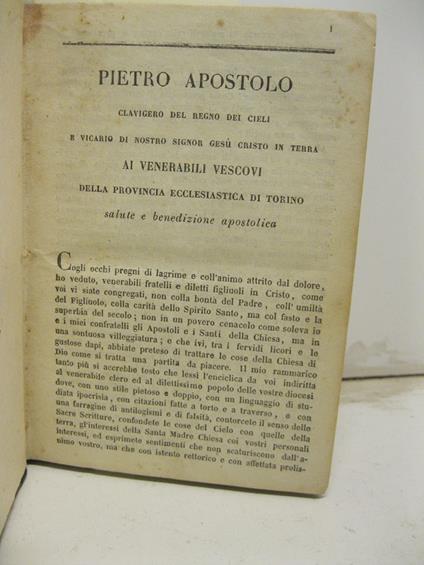 1
PIETRO APOSTOLO
CLAVIGERO DEL REGNO DEI CIELI
E VICARIO DI NOSTRO SIGNOR GESÙ CRISTO IN TERRA
AI VENERABILI VESCOVI
DELLA PROVINCIA ECCLESIASTICA DI TORINO
salute e benedizione apostolica
Cogli occhi pregni di lagrime e coll'animo attrito dal dolore,
ho veduto, venerabili fratelli e diletti figliuoli in Cristo, come
voi vi siate congregati, non colla bontà del Padre, coll'umiltà
del Figliuolo, colla carità dello Spirito Santo, ma col fasto e la
superbia del secolo; non in un povero cenacolo come soleva io
e i miei confratelli gli Apostoli e i Santi della Chiesa, ma in
una sontuosa villeggiatura; e che ivi, tra i fervidi licori e le
gustose dapi, abbiate preteso di trattare le cose della Chiesa di
Dio come si tratta una partita da piacere. Il mio rammarico
tanto più si accrebbe tosto che lessi l'enciclica da voi indiritta
al venerabile clero ed al dilettissimo popolo delle vostre diocesi
dove, con uno stile pietoso e doppio, con un linguaggio di stu-
diata ipocrisia, con citazioni fatte a torto e a traverso, e con
una farragine di antilogismi e di falsità, contorcete il senso delle
Sacre Scritture, confondete le cose del Cielo con quelle della
terra, gl'interessi della Santa Madre Chiesa coi vostri personali
interessi, ed esprimete sentimenti che non scaturiscono dall'a-
nimo vostro, ma che con istento rettorico e con affettata prolis-